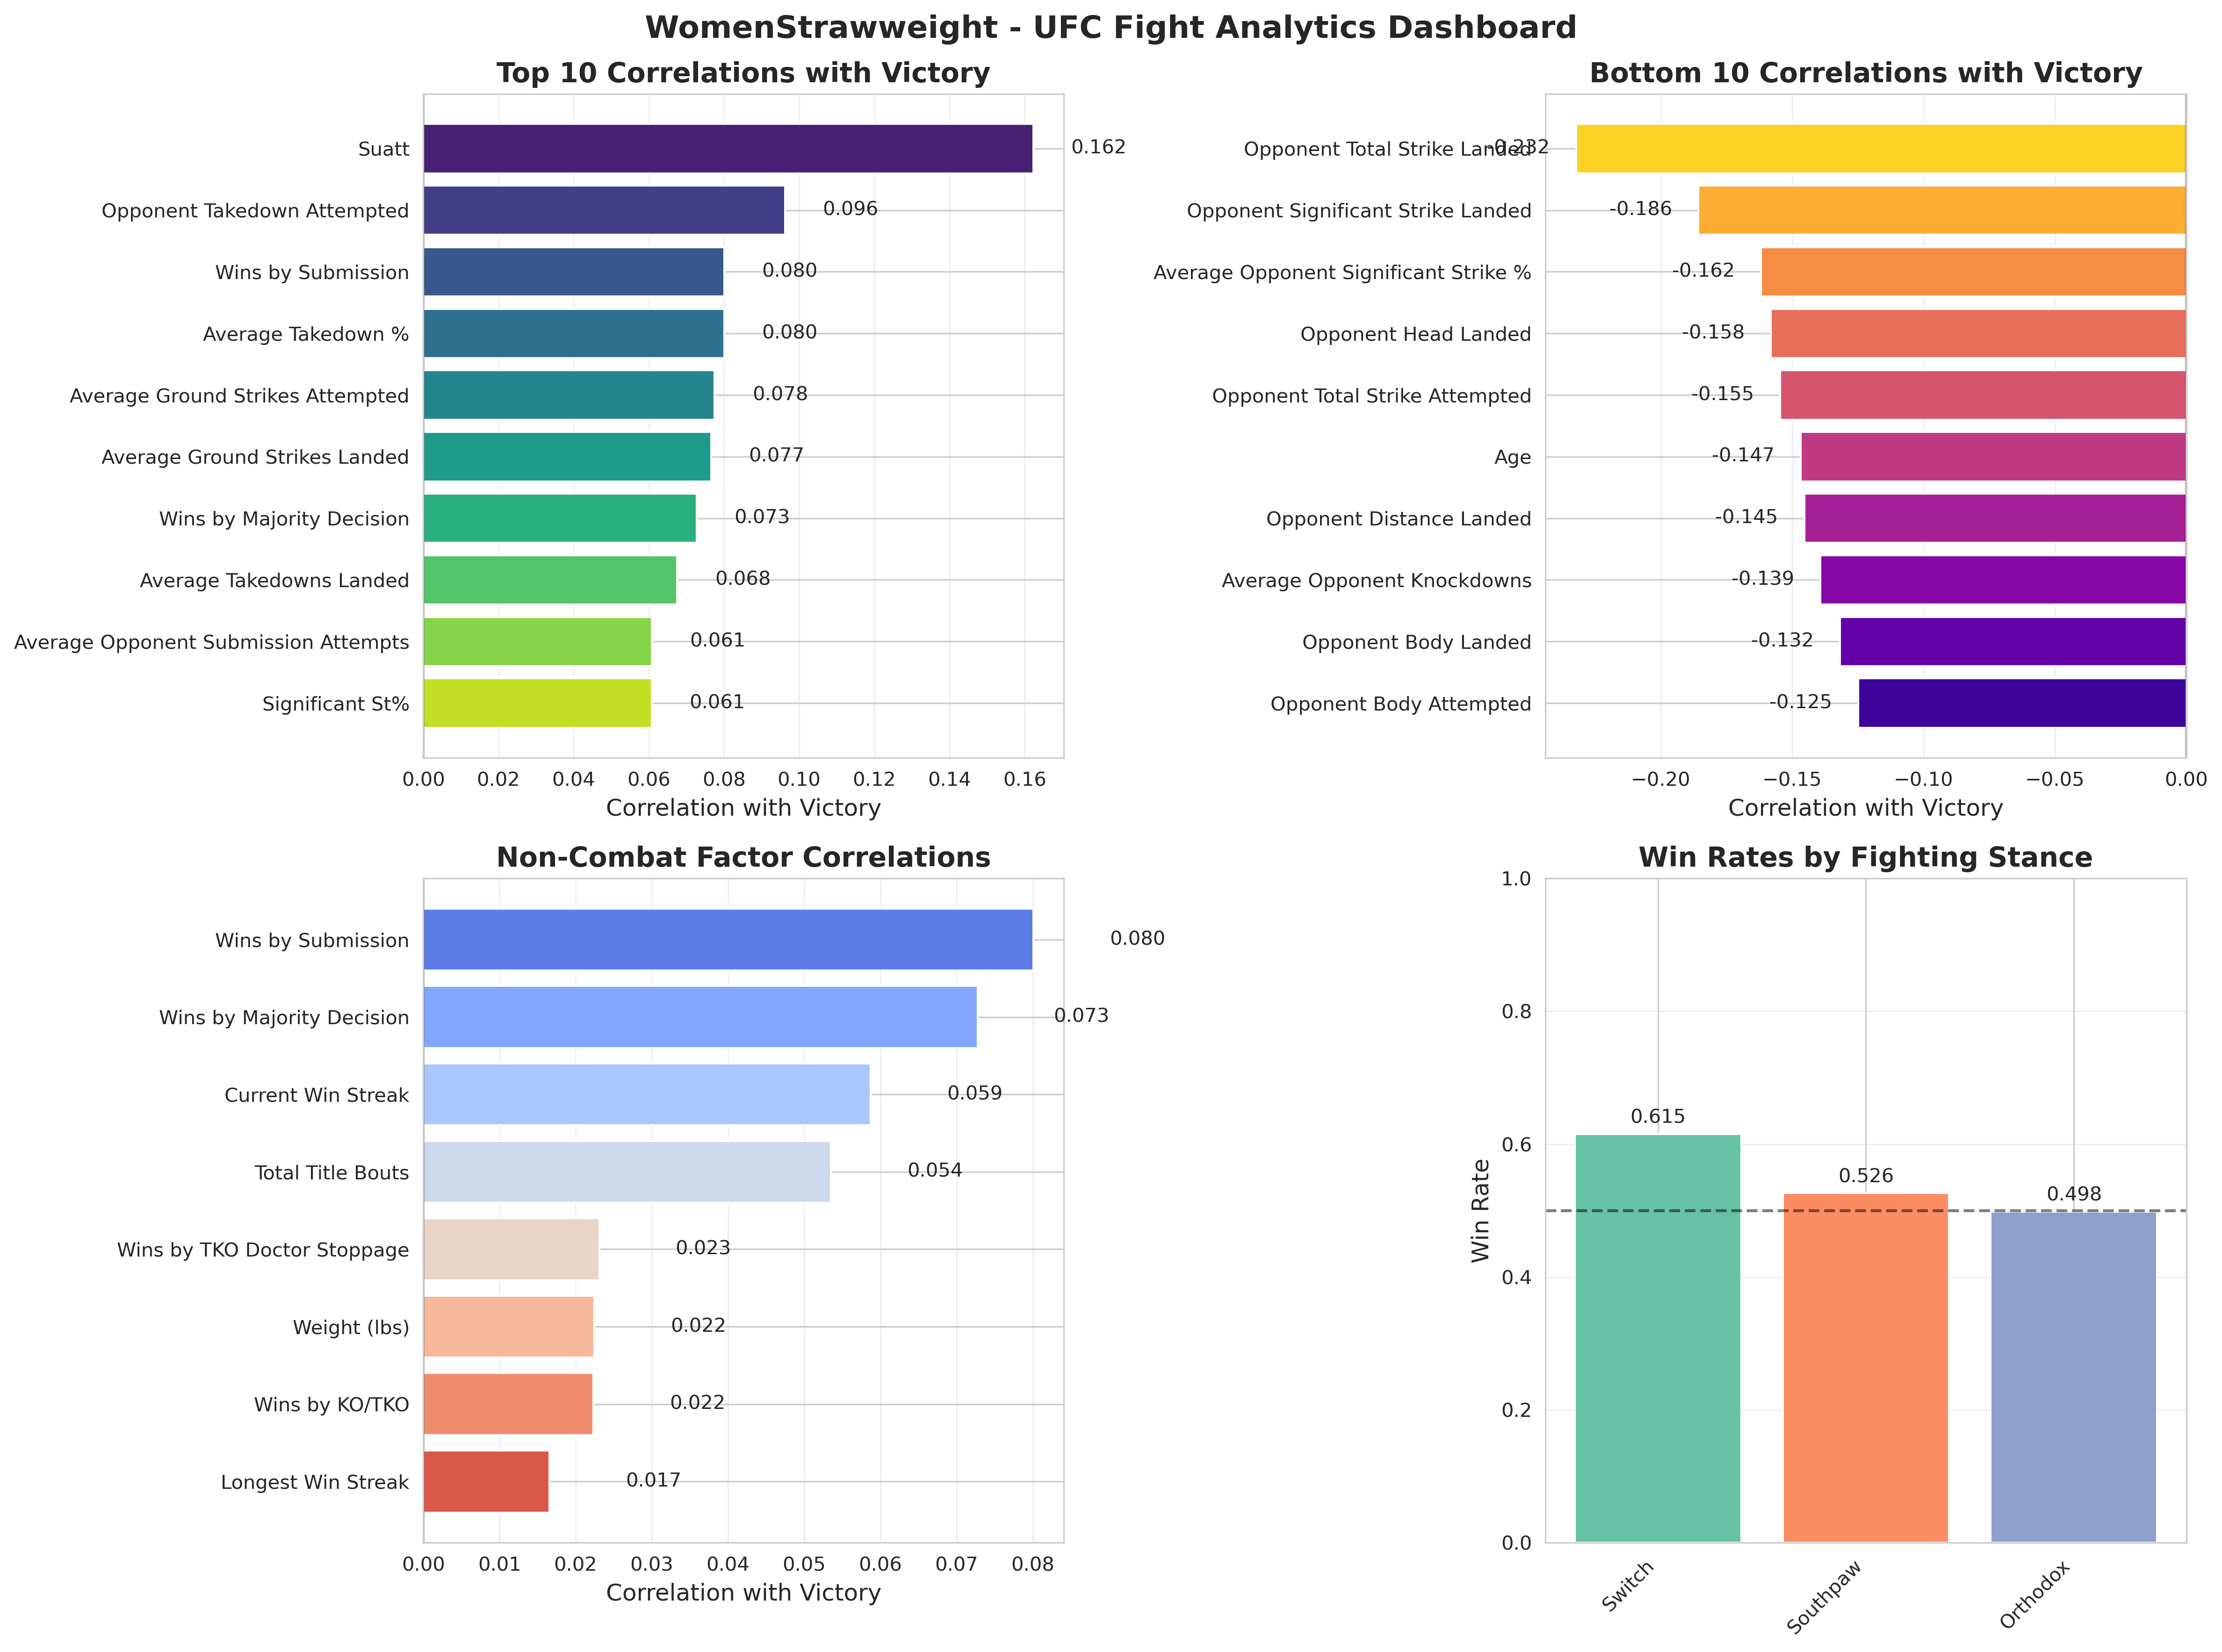 WomenStrawweight - UFC Fight Analytics Dashboard
Top 10 Correlations with Victory
Suatt 0.162
Opponent Takedown Attempted 0.096
Wins by Submission 0.080
Average Takedown % 0.080
Average Ground Strikes Attempted 0.078
Average Ground Strikes Landed 0.077
Wins by Majority Decision 0.073
Average Takedowns Landed 0.068
Average Opponent Submission Attempts 0.061
Significant St% 0.061
0.00 0.02 0.04 0.06 0.08 0.10 0.12 0.14 0.16
Correlation with Victory
Bottom 10 Correlations with Victory
Opponent Total Strike Landed -0.232
Opponent Significant Strike Landed -0.186
Average Opponent Significant Strike % -0.162
Opponent Head Landed -0.158
Opponent Total Strike Attempted -0.155
Age -0.147
Opponent Distance Landed -0.145
Average Opponent Knockdowns -0.139
Opponent Body Landed -0.132
Opponent Body Attempted -0.125
−0.20 −0.15 −0.10 −0.05 0.00
Correlation with Victory
Non-Combat Factor Correlations
Wins by Submission 0.080
Wins by Majority Decision 0.073
Current Win Streak 0.059
Total Title Bouts 0.054
Wins by TKO Doctor Stoppage 0.023
Weight (lbs) 0.022
Wins by KO/TKO 0.022
Longest Win Streak 0.017
0.00 0.01 0.02 0.03 0.04 0.05 0.06 0.07 0.08
Correlation with Victory
Win Rates by Fighting Stance
Win Rate
1.0
0.8
0.6
0.4
0.2
0.0
0.615
0.526
0.498
Switch
Southpaw
Orthodox